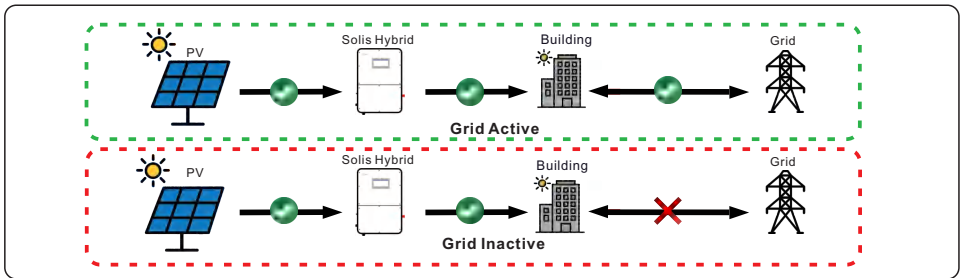 PV
Solis Hybrid
Building
Grid
Grid Active
PV
Solis Hybrid
Building
Grid
Grid Inactive